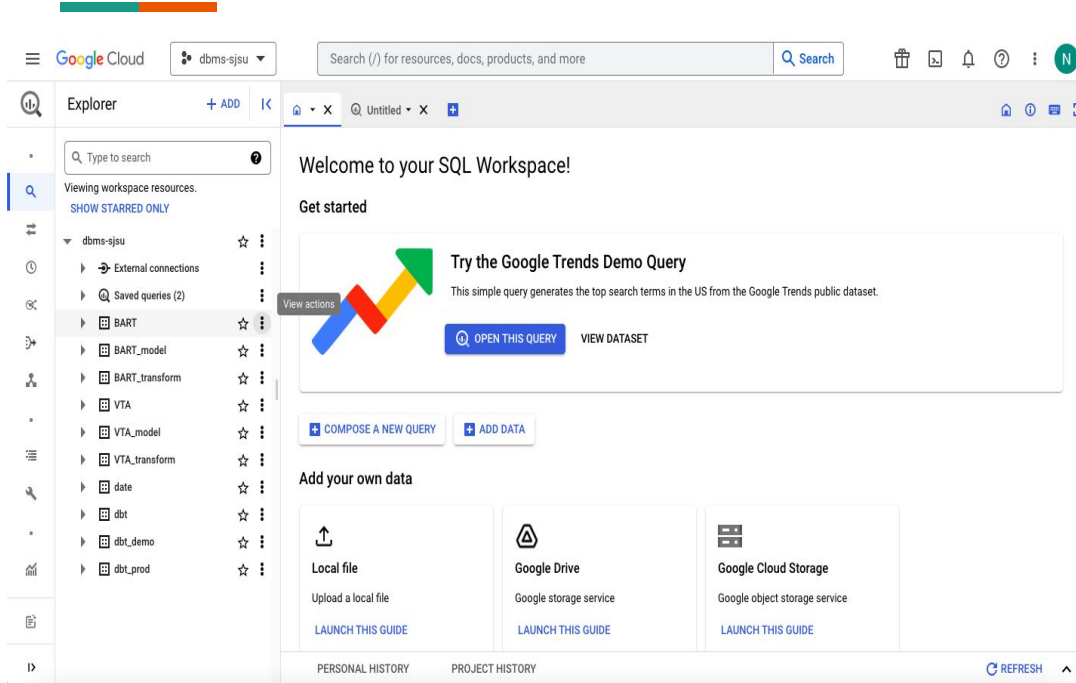 Google Cloud
dbms-sjsu
Search (/) for resources, docs, products, and more
Search
N
Explorer
+ ADD
Untitled
Type to search
Viewing workspace resources.
SHOW STARRED ONLY
dbms-sjsu
External connections
Saved queries (2)
BART
View actions
BART_model
BART_transform
VTA
VTA_model
VTA_transform
date
dbt
dbt_demo
dbt_prod
Welcome to your SQL Workspace!
Get started
Try the Google Trends Demo Query
This simple query generates the top search terms in the US from the Google Trends public dataset.
OPEN THIS QUERY
VIEW DATASET
COMPOSE A NEW QUERY
ADD DATA
Add your own data
Local file
Upload a local file
LAUNCH THIS GUIDE
Google Drive
Google storage service
LAUNCH THIS GUIDE
Google Cloud Storage
Google object storage service
LAUNCH THIS GUIDE
PERSONAL HISTORY
PROJECT HISTORY
REFRESH